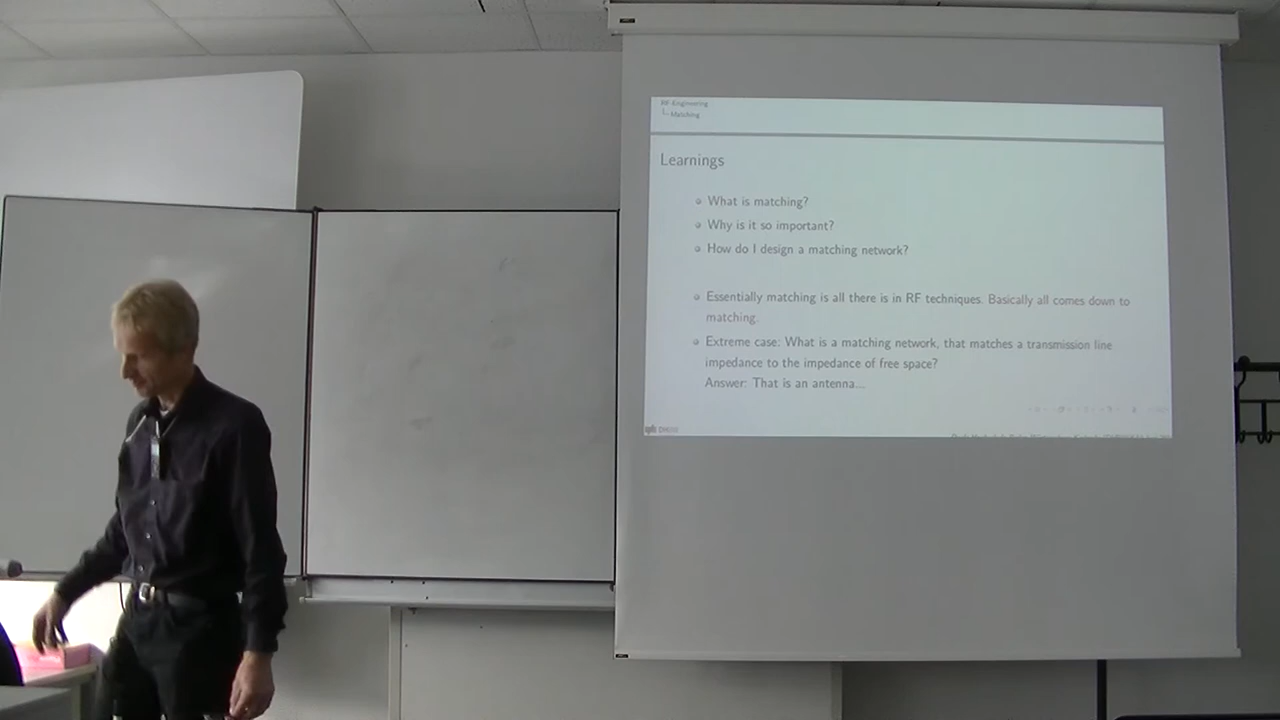 RF Engineering
Matching
Learnings
What is matching?
Why is it so important?
How do I design a matching network?
Essentially matching is all there is in RF techniques. Basically all comes down to
matching.
Extreme case: What is a matching network, that matches a transmission line
impedance to the impedance of free space?
Answer: That is an antenna...
DHBW